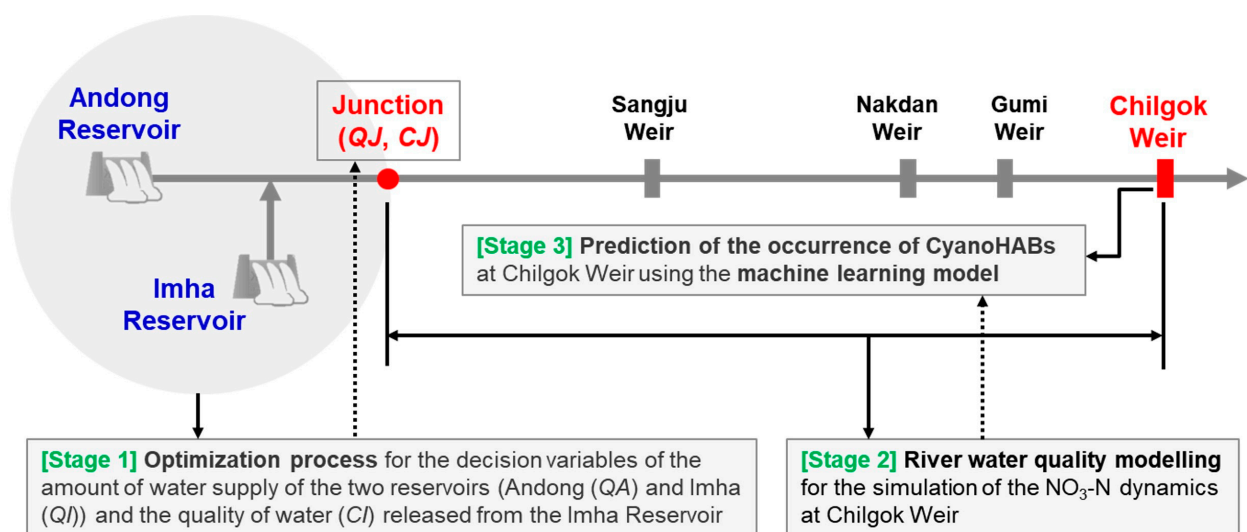 Andong
Reservoir
Imha
Reservoir
Junction
(QJ, CJ)
Sangju
Weir
Nakdan
Weir
Gumi
Weir
Chilgok
Weir
[Stage 3] Prediction of the occurrence of CyanoHABs
at Chilgok Weir using the machine learning model
[Stage 1] Optimization process for the decision variables of the
amount of water supply of the two reservoirs (Andong (QA) and Imha
(QI)) and the quality of water (CI) released from the Imha Reservoir
[Stage 2] River water quality modelling
for the simulation of the NO₃-N dynamics
at Chilgok Weir